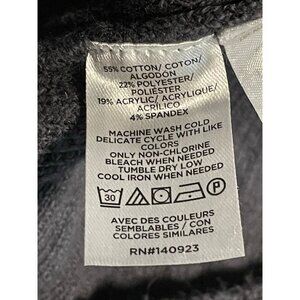 55% COTTON/ COTON/
ALGODON
22% POLYESTER/
POLIÉSTER
19% ACRYLIC/ ACRYLIQUE/
ACRÍLICO
4% SPANDEX
MACHINE WASH COLD
DELICATE CYCLE WITH LIKE
COLORS
ONLY NON-CHLORINE
BLEACH WHEN NEEDED
TUMBLE DRY LOW
COOL IRON WHEN NEEDED
30 P
AVEC DES COULEURS
SEMBLABLES / CON
COLORES SIMILARES
RN#140923